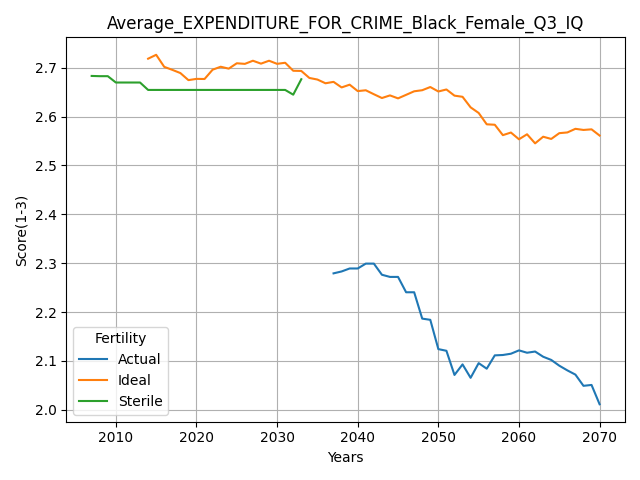 Average_EXPENDITURE_FOR_CRIME_Black_Female_Q3_IQ
Score(1-3)
2.7
2.6
2.5
2.4
2.3
2.2
2.1
2.0
Fertility
Actual
Ideal
Sterile
2010 2020 2030 2040 2050 2060 2070
Years